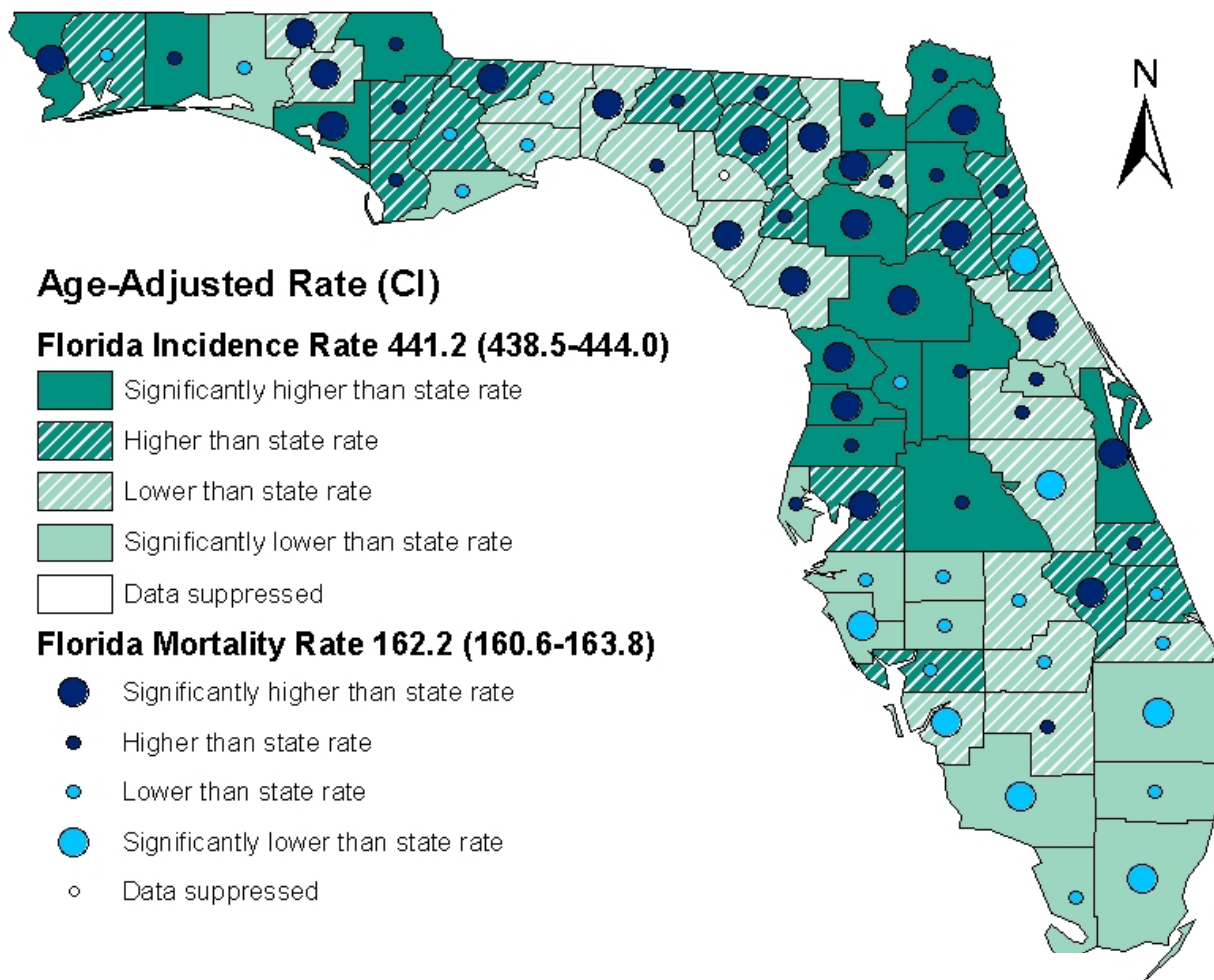 N
Age-Adjusted Rate (CI)
Florida Incidence Rate 441.2 (438.5-444.0)
Significantly higher than state rate
Higher than state rate
Lower than state rate
Significantly lower than state rate
Data suppressed
Florida Mortality Rate 162.2 (160.6-163.8)
Significantly higher than state rate
Higher than state rate
Lower than state rate
Significantly lower than state rate
Data suppressed